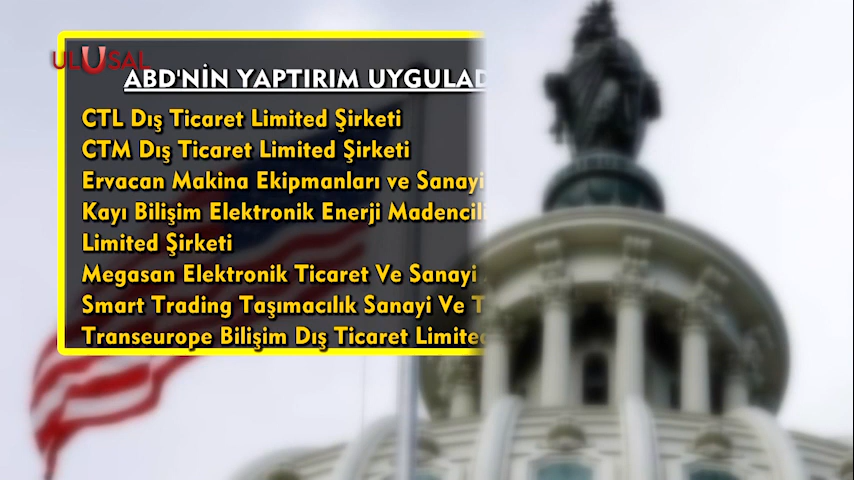 ULUSAL
ABD'NİN YAPTIRIM UYGULAD
CTL Dış Ticaret Limited Şirketi
CTM Dış Ticaret Limited Şirketi
Ervacan Makina Ekipmanları ve Sanayi
Kayı Bilişim Elektronik Enerji Madencili
Limited Şirketi
Megasan Elektronik Ticaret Ve Sanayi
Smart Trading Taşımacılık Sanayi Ve T
Transeurope Bilişim Dış Ticaret Limited